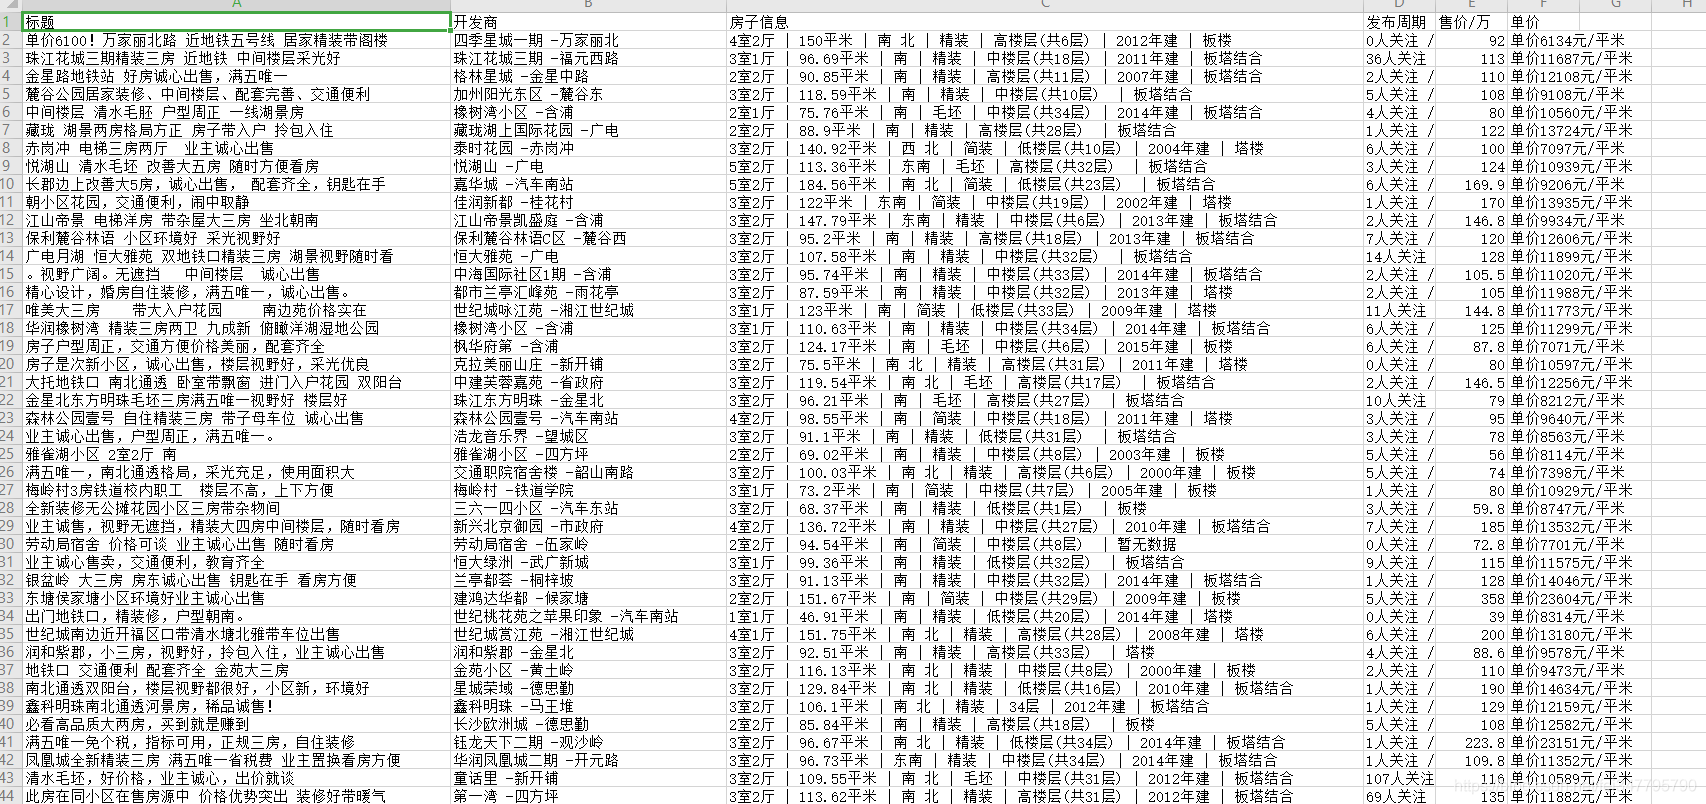 A B C D E F G H
1 标题 开发商 房子信息 发布周期 售价/万 单价
2 单价6100！万家丽北路 近地铁五号线 居家精装带阁楼 四季星城一期 -万家丽北 4室2厅 | 150平米 | 南 北 | 精装 | 高楼层(共6层) | 2012年建 | 板楼 0人关注 / 92 单价6134元/平米
3 珠江花城三期精装三房 近地铁 中间楼层采光好 珠江花城三期 -福元西路 3室1厅 | 96.69平米 | 南 | 精装 | 中楼层(共18层) | 2011年建 | 板塔结合 36人关注 113 单价11687元/平米
4 金星路地铁站 好房诚心出售，满五唯一 格林星城 -金星中路 2室2厅 | 90.85平米 | 南 | 精装 | 高楼层(共11层) | 2007年建 | 板塔结合 2人关注 / 110 单价12108元/平米
5 麓谷公园居家装修、中间楼层、配套完善、交通便利 加州阳光东区 -麓谷东 3室2厅 | 118.59平米 | 南 | 精装 | 中楼层(共10层) | 板塔结合 5人关注 / 108 单价9108元/平米
6 中间楼层 清水毛胚 户型周正 一线湖景房 橡树湾小区 -含浦 2室1厅 | 75.76平米 | 南 | 毛坯 | 中楼层(共34层) | 2014年建 | 板塔结合 4人关注 / 80 单价10560元/平米
7 藏珑 湖景两房格局方正 房子带入户 拎包入住 藏珑湖上国际花园 -广电 2室2厅 | 88.9平米 | 南 | 精装 | 高楼层(共28层) | 板塔结合 1人关注 / 122 单价13724元/平米
8 赤岗冲 电梯三房两厅 业主诚心出售 泰时花园 -赤岗冲 3室2厅 | 140.92平米 | 西 北 | 简装 | 低楼层(共10层) | 2004年建 | 塔楼 6人关注 / 100 单价7097元/平米
9 悦湖山 清水毛坯 改善大五房 随时方便看房 悦湖山 -广电 5室2厅 | 113.36平米 | 东南 | 毛坯 | 高楼层(共32层) | 板塔结合 3人关注 / 124 单价10939元/平米
10 长郡边上改善大5房，诚心出售， 配套齐全，钥匙在手 嘉华城 -汽车南站 5室2厅 | 184.56平米 | 南 北 | 简装 | 低楼层(共23层) | 板塔结合 6人关注 / 169.9 单价9206元/平米
11 朝小区花园，交通便利，闹中取静 佳润新都 -桂花村 3室2厅 | 122平米 | 东南 | 简装 | 中楼层(共19层) | 2002年建 | 塔楼 1人关注 / 170 单价13935元/平米
12 江山帝景 电梯洋房 带杂屋大三房 坐北朝南 江山帝景凯盛庭 -含浦 3室2厅 | 147.79平米 | 东南 | 精装 | 中楼层(共6层) | 2013年建 | 板塔结合 2人关注 / 146.8 单价9934元/平米
13 保利麓谷林语 小区环境好 采光视野好 保利麓谷林语C区 -麓谷西 3室2厅 | 95.2平米 | 南 | 精装 | 高楼层(共18层) | 2013年建 | 板塔结合 7人关注 / 120 单价12606元/平米
14 广电月湖 恒大雅苑 双地铁口精装三房 湖景视野随时看 恒大雅苑 -广电 3室2厅 | 107.58平米 | 南 | 精装 | 中楼层(共32层) | 板塔结合 14人关注 128 单价11899元/平米
15 。视野广阔。无遮挡 中间楼层 诚心出售 中海国际社区1期 -含浦 3室2厅 | 95.74平米 | 南 | 精装 | 中楼层(共33层) | 2014年建 | 板塔结合 2人关注 / 105.5 单价11020元/平米
16 精心设计，婚房自住装修，满五唯一，诚心出售。 都市兰亭汇峰苑 -雨花亭 3室2厅 | 87.59平米 | 南 | 精装 | 中楼层(共32层) | 2013年建 | 塔楼 2人关注 / 105 单价11988元/平米
17 唯美大三房 带大入户花园 南边苑价格实在 世纪城咏江苑 -湘江世纪城 3室1厅 | 123平米 | 南 | 简装 | 低楼层(共33层) | 2009年建 | 塔楼 11人关注 144.8 单价11773元/平米
18 华润橡树湾 精装三房两卫 九成新 俯瞰洋湖湿地公园 橡树湾小区 -含浦 3室1厅 | 110.63平米 | 南 | 精装 | 中楼层(共34层) | 2014年建 | 板塔结合 6人关注 / 125 单价11299元/平米
19 房子户型周正，交通方便价格美丽，配套齐全 枫华府第 -含浦 3室2厅 | 124.17平米 | 南 | 毛坯 | 中楼层(共6层) | 2015年建 | 板楼 6人关注 / 87.8 单价7071元/平米
20 房子是次新小区，诚心出售，楼层视野好，采光优良 克拉美丽山庄 -新开铺 3室2厅 | 75.5平米 | 南 北 | 精装 | 高楼层(共31层) | 2011年建 | 塔楼 0人关注 / 80 单价10597元/平米
21 大托地铁口 南北通透 卧室带飘窗 进门入户花园 双阳台 中建芙蓉嘉苑 -省政府 3室2厅 | 119.54平米 | 南 北 | 毛坯 | 高楼层(共17层) | 板塔结合 2人关注 / 146.5 单价12256元/平米
22 金星北东方明珠毛坯三房满五唯一视野好 楼层好 珠江东方明珠 -金星北 3室2厅 | 96.21平米 | 南 | 毛坯 | 高楼层(共27层) | 板塔结合 10人关注 79 单价8212元/平米
23 森林公园壹号 自住精装三房 带子母车位 诚心出售 森林公园壹号 -汽车南站 4室2厅 | 98.55平米 | 南 | 简装 | 中楼层(共18层) | 2011年建 | 塔楼 3人关注 / 95 单价9640元/平米
24 业主诚心出售，户型周正，满五唯一。 浩龙音乐界 -望城区 3室2厅 | 91.1平米 | 南 | 精装 | 低楼层(共31层) | 板塔结合 3人关注 / 78 单价8563元/平米
25 雅雀湖小区 2室2厅 南 雅雀湖小区 -四方坪 2室2厅 | 69.02平米 | 南 | 精装 | 中楼层(共8层) | 2003年建 | 板楼 5人关注 / 56 单价8114元/平米
26 满五唯一，南北通透格局，采光充足，使用面积大 交通职院宿舍楼 -韶山南路 3室2厅 | 100.03平米 | 南 北 | 精装 | 高楼层(共6层) | 2000年建 | 板楼 5人关注 / 74 单价7398元/平米
27 梅岭村3房铁道校内职工 楼层不高，上下方便 梅岭村 -铁道学院 3室1厅 | 73.2平米 | 南 | 简装 | 中楼层(共7层) | 2005年建 | 板楼 1人关注 / 80 单价10929元/平米
28 全新装修无公摊花园小区三房带杂物间 三六一四小区 -汽车东站 3室2厅 | 68.37平米 | 南 | 精装 | 低楼层(共1层) | 板楼 3人关注 / 59.8 单价8747元/平米
29 业主诚售，视野无遮挡，精装大四房中间楼层，随时看房 新兴北京御园 -市政府 4室2厅 | 136.72平米 | 南 | 精装 | 中楼层(共27层) | 2010年建 | 板塔结合 7人关注 / 185 单价13532元/平米
30 劳动局宿舍 价格可谈 业主诚心出售 随时看房 劳动局宿舍 -伍家岭 2室2厅 | 94.54平米 | 南 | 简装 | 中楼层(共8层) | 暂无数据 0人关注 / 72.8 单价7701元/平米
31 业主诚心售卖，交通便利，教育齐全 恒大绿洲 -武广新城 3室1厅 | 99.36平米 | 南 | 精装 | 低楼层(共32层) | 板塔结合 9人关注 / 115 单价11575元/平米
32 银盆岭 大三房 房东诚心出售 钥匙在手 看房方便 兰亭都荟 -桐梓坡 3室2厅 | 91.13平米 | 南 | 精装 | 中楼层(共32层) | 2014年建 | 板塔结合 1人关注 / 128 单价14046元/平米
33 东塘侯家塘小区环境好业主诚心出售 建鸿达华都 -候家塘 2室2厅 | 151.67平米 | 南 | 简装 | 中楼层(共29层) | 2009年建 | 板楼 5人关注 / 358 单价23604元/平米
34 出门地铁口，精装修，户型朝南。 世纪桃花苑之苹果印象 -汽车南站 1室1厅 | 46.91平米 | 南 | 精装 | 低楼层(共20层) | 2014年建 | 塔楼 0人关注 / 39 单价8314元/平米
35 世纪城南边近开福区口带清水塘北雅带车位出售 世纪城赏江苑 -湘江世纪城 4室1厅 | 151.75平米 | 南 北 | 精装 | 高楼层(共28层) | 2008年建 | 塔楼 6人关注 / 200 单价13180元/平米
36 润和紫郡，小三房，视野好，拎包入住，业主诚心出售 润和紫郡 -金星北 3室2厅 | 92.51平米 | 南 | 精装 | 高楼层(共33层) | 塔楼 4人关注 / 88.6 单价9578元/平米
37 地铁口 交通便利 配套齐全 金苑大三房 金苑小区 -黄土岭 3室2厅 | 116.13平米 | 南 北 | 精装 | 中楼层(共8层) | 2000年建 | 板楼 2人关注 / 110 单价9473元/平米
38 南北通透双阳台，楼层视野都很好，小区新，环境好 星城荣域 -德思勤 3室2厅 | 129.84平米 | 南 北 | 精装 | 低楼层(共16层) | 2010年建 | 板塔结合 1人关注 / 190 单价14634元/平米
39 鑫科明珠南北通透河景房，稀品诚售！ 鑫科明珠 -马王堆 3室2厅 | 106.1平米 | 南 北 | 精装 | 34层 | 2012年建 | 板塔结合 1人关注 / 129 单价12159元/平米
40 必看高品质大两房，买到就是赚到 长沙欧洲城 -德思勤 2室2厅 | 85.84平米 | 南 | 精装 | 高楼层(共18层) | 板楼 5人关注 / 108 单价12582元/平米
41 满五唯一免个税，指标可用，正规三房，自住装修 钰龙天下二期 -观沙岭 3室2厅 | 96.67平米 | 南 北 | 精装 | 低楼层(共34层) | 2014年建 | 板塔结合 1人关注 / 223.8 单价23151元/平米
42 凤凰城全新精装三房 满五唯一省税费 业主置换看房方便 华润凤凰城二期 -开元路 3室2厅 | 96.73平米 | 东南 | 精装 | 中楼层(共34层) | 2014年建 | 板塔结合 1人关注 / 109.8 单价11352元/平米
43 清水毛坯，好价格，业主诚心，出价就谈 童话里 -新开铺 3室2厅 | 109.55平米 | 南 北 | 毛坯 | 中楼层(共31层) | 2012年建 | 板塔结合 107人关注 116 单价10589元/平米
44 此房在同小区在售房源中 价格优势突出 装修好带暖气 第一湾 -四方坪 3室2厅 | 113.62平米 | 南 北 | 精装 | 高楼层(共31层) | 2012年建 | 板塔结合 69人关注 135 单价11882元/平米